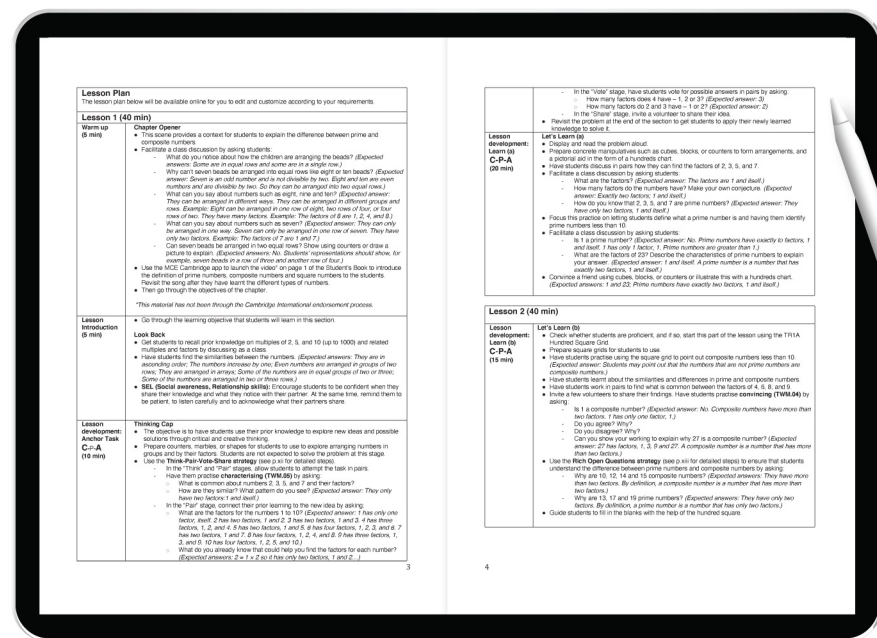 Lesson Plan
The lesson plan below will be available online for you to edit and customize according to your requirements
Lesson 1 (40 min)
Warm up
(5 min)
Chapter Opener
● This scene provides a context for students to explain the difference between prime and
composite numbers.
● Facilitate a class discussion by asking students:
- What do you notice about how the children are arranging the beads? (Expected
answers: Some are in equal rows and some are in a single row.)
- Why can't seven beads be arranged into equal rows like eight or ten beads? (Expected
answer: Seven is an odd number and is not divisible by two. Eight and ten are even
numbers and are divisible by two. So they can be arranged into two equal rows.)
- What can you say about numbers such as eight, nine and ten? (Expected answer:
They can be arranged in different ways. They can be arranged in different groups and
rows. Example: Eight can be arranged in one row of eight, two rows of four, or four
rows of two. They have many factors. Example: The factors of 8 are 1, 2, 4, and 8.)
- What can you say about numbers such as seven? (Expected answer: They can only
be arranged in one way. Seven can only be arranged in one row of seven. They have only
two factors. Example: The factors of 7 are 1 and 7.)
- Can seven beads be arranged in two equal rows? Show using counters or draw a
picture to explain. (Expected answers: No. Students' representations should show, for
example, seven beads in a row of three and another row of four.)
● Use the MCE Cambridge app to launch the video* on page 1 of the Student's Book to introduce
the definition of prime numbers, composite numbers and square numbers to the students.
Revisit the song after they have learnt the different types of numbers.
● Then go through the objectives of the chapter.
*This material has not been through the Cambridge International endorsement process.
Lesson
Introduction
(5 min)
● Go through the learning objective that students will learn in this section.
Look Back
● Get students to recall prior knowledge on multiples of 2, 5, and 10 (up to 1000) and related
multiples and factors by discussing as a class.
● Have students find the similarities between the numbers. (Expected answers: They are in
ascending order; The numbers increase by one; Even numbers are arranged in groups of two
rows; They are arranged in arrays; Some of the numbers are in equal groups of two or three;
Some of the numbers are arranged in two or three rows.)
● SEL (Social awareness, Relationship skills): Encourage students to be confident when they
share their knowledge and what they notice with their partner. At the same time, remind them to
be patient, to listen carefully and to acknowledge what their partners share.
Lesson
development:
Anchor Task
C-P-A
(10 min)
Thinking Cap
● The objective is to have students use their prior knowledge to explore new ideas and possible
solutions through critical and creative thinking.
● Prepare counters, marbles, or shapes for students to use to explore arranging numbers in
groups and by their factors. Students are not expected to solve the problem at this stage.
● Use the Think-Pair-Vote-Share strategy (see p.xii for detailed steps).
- In the "Think" and "Pair" stages, allow students to attempt the task in pairs.
- Have them practise characterising (TWM.05) by asking:
○ What is common about numbers 2, 3, 5, and 7 and their factors?
○ How are they similar? What pattern do you see? (Expected answer: They only
have two factors:1 and itself.)
- In the "Pair" stage, connect their prior learning to the new idea by asking:
○ What are the factors for the numbers 1 to 10? (Expected answer: 1 has only one
factor, itself. 2 has two factors, 1 and 2. 3 has two factors, 1 and 3. 4 has three
factors, 1, 2, and 4. 5 has two factors, 1 and 5. 6 has four factors, 1, 2, 3, and 6. 7
has two factors, 1 and 7. 8 has four factors, 1, 2, 4, and 8. 9 has three factors, 1,
3, and 9. 10 has four factors, 1, 2, 5, and 10.)
○ What do you already know that could help you find the factors for each number?
(Expected answers: 2 = 1 x 2 so it has only two factors, 1 and 2....)
3
- In the "Vote" stage, have students vote for possible answers in pairs by asking:
○ How many factors does 4 have – 1, 2 or 3? (Expected answer: 3)
○ How many factors do 2 and 3 have – 1 or 2? (Expected answer: 2)
- In the "Share" stage, invite a volunteer to share their idea.
● Revisit the problem at the end of the section to get students to apply their newly learned
knowledge to solve it.
Lesson
development:
Learn (a)
C-P-A
(20 min)
Let's Learn (a)
● Display and read the problem aloud.
● Prepare concrete manipulatives such as cubes, blocks, or counters to form arrangements, and
a pictorial aid in the form of a hundreds chart.
● Have students discuss in pairs how they can find the factors of 2, 3, 5, and 7.
● Facilitate a class discussion by asking students:
- What are the factors? (Expected answer: The factors are 1 and itself.)
- How many factors do the numbers have? Make your own conjecture. (Expected
answer: Exactly two factors; 1 and itself.)
- How do you know that 2, 3, 5, and 7 are prime numbers? (Expected answer: They
have only two factors, 1 and itself.)
● Focus this practice on letting students define what a prime number is and having them identify
prime numbers less than 10.
● Facilitate a class discussion by asking students:
- Is 1 a prime number? (Expected answer: No. Prime numbers have exactly to factors, 1
and itself. 1 has only 1 factor, 1. Prime numbers are greater than 1.)
- What are the factors of 23? Describe the characteristics of prime numbers to explain
your answer. (Expected answer: 1 and itself. A prime number is a number that has
exactly two factors, 1 and itself.)
● Convince a friend using cubes, blocks, or counters or illustrate this with a hundreds chart.
(Expected answers: 1 and 23; Prime numbers have exactly two factors, 1 and itself.)
Lesson 2 (40 min)
Lesson
development:
Learn (b)
C-P-A
(15 min)
Let's Learn (b)
● Check whether students are proficient, and if so, start this part of the lesson using the TR1A
Hundred Square Grid.
● Prepare square grids for students to use.
● Have students practise using the square grid to point out composite numbers less than 10.
(Expected answer: Students may point out that the numbers that are not prime numbers are
composite numbers.)
● Have students learnt about the similarities and differences in prime and composite numbers.
● Have students work in pairs to find what is common between the factors of 4, 6, 8, and 9.
● Invite a few volunteers to share their findings. Have students practise convincing (TWM.04) by
asking:
- Is 1 a composite number? (Expected answer: No. Composite numbers have more than
two factors. 1 has only one factor, 1.)
- Do you agree? Why?
- Do you disagree? Why?
- Can you show your working to explain why 27 is a composite number? (Expected
answer: 27 has factors, 1, 3, 9 and 27. A composite number is a number that has more
than two factors.)
● Use the Rich Open Questions strategy (see p.xiii for detailed steps) to ensure that students
understand the difference between prime numbers and composite numbers by asking:
- Why are 10, 12, 14 and 15 composite numbers? (Expected answers: They have more
than two factors. By definition, a composite number is a number that has more than
two factors.)
- Why are 13, 17 and 19 prime numbers? (Expected answers: They have only two
factors. By definition, a prime number is a number that has only two factors.)
● Guide students to fill in the blanks with the help of the hundred square.
4